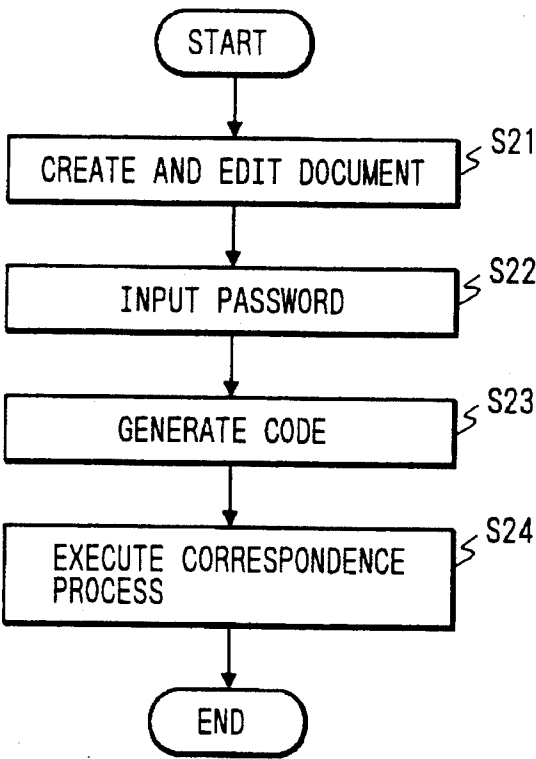 START
S21
CREATE AND EDIT DOCUMENT
S22
INPUT PASSWORD
S23
GENERATE CODE
S24
EXECUTE CORRESPONDENCE
PROCESS
END